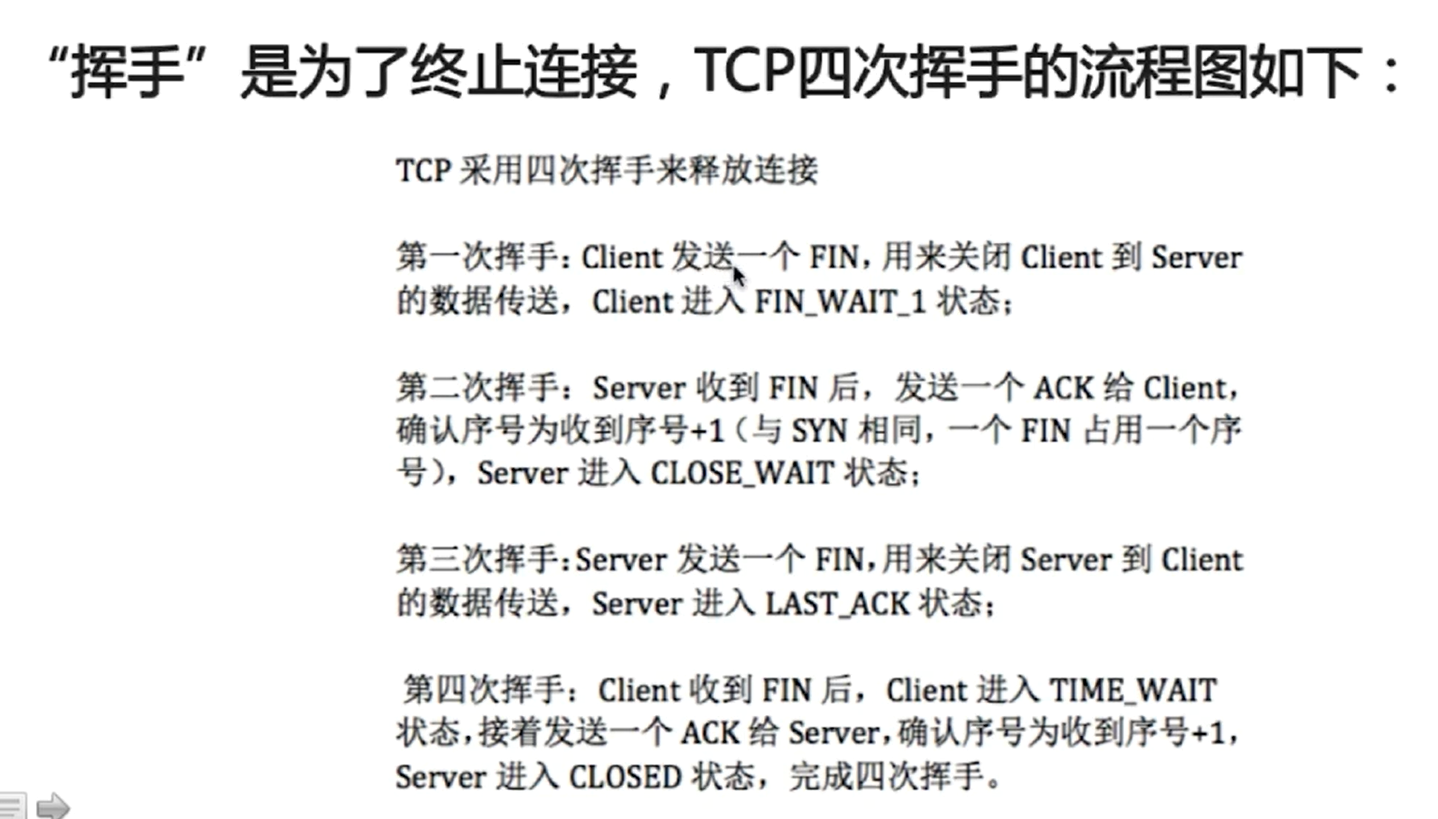 “挥手”是为了终止连接，TCP四次挥手的流程图如下：
TCP 采用四次挥手来释放连接
第一次挥手：Client 发送一个 FIN，用来关闭 Client 到 Server
的数据传送，Client 进入 FIN_WAIT_1 状态；
第二次挥手：Server 收到 FIN 后，发送一个 ACK 给 Client，
确认序号为收到序号+1（与 SYN 相同，一个 FIN 占用一个序
号），Server 进入 CLOSE_WAIT 状态；
第三次挥手：Server 发送一个 FIN，用来关闭 Server 到 Client
的数据传送，Server 进入 LAST_ACK 状态；
第四次挥手：Client 收到 FIN 后，Client 进入 TIME_WAIT
状态，接着发送一个 ACK 给 Server，确认序号为收到序号+1，
Server 进入 CLOSED 状态，完成四次挥手。